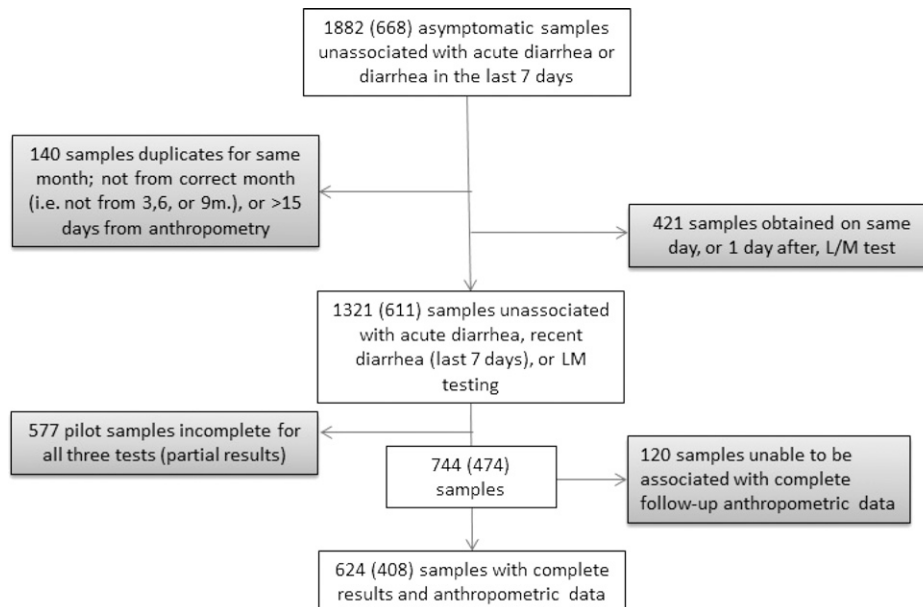 1882 (668) asymptomatic samples
unassociated with acute diarrhea or
diarrhea in the last 7 days
140 samples duplicates for same
month; not from correct month
(i.e. not from 3,6, or 9m.), or >15
days from anthropometry
421 samples obtained on same
day, or 1 day after, L/M test
1321 (611) samples unassociated
with acute diarrhea, recent
diarrhea (last 7 days), or LM
testing
577 pilot samples incomplete for
all three tests (partial results)
744 (474)
samples
120 samples unable to be
associated with complete
follow-up anthropometric data
624 (408) samples with complete
results and anthropometric data